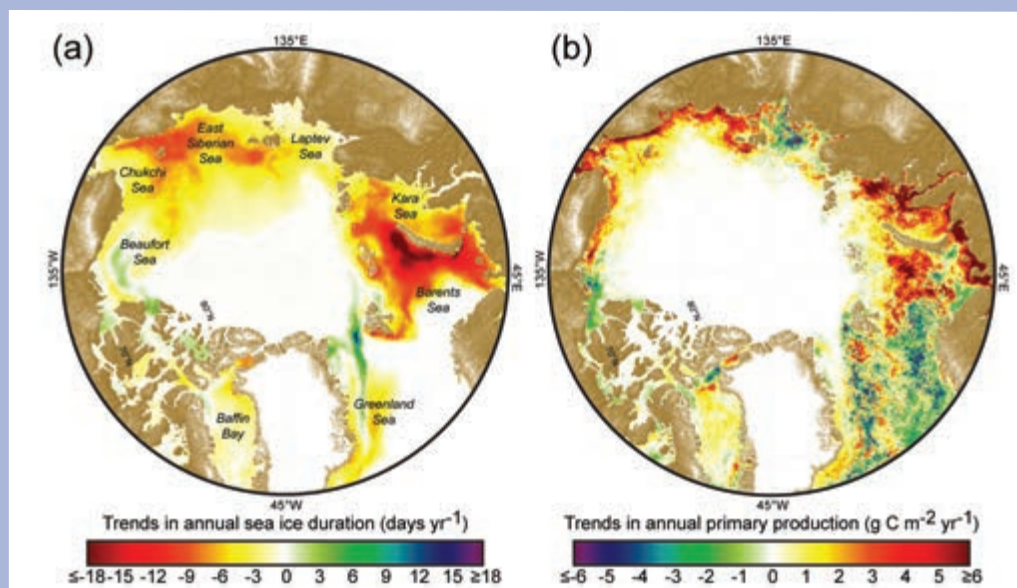 (a)
135°E
East
Siberian
Sea
Laptev
Sea
Chukchi
Sea
Kara
Sea
Beaufort
Sea
135°W
45°E
Barents
Sea
Baffin
Bay
Greenland
Sea
45°W
Trends in annual sea ice duration (days yr⁻¹)
≤-18 -15 -12 -9 -6 -3 0 3 6 9 12 15 ≥18
(b)
135°E
135°W
45°E
45°W
Trends in annual primary production (g C m⁻² yr⁻¹)
≤-6 -5 -4 -3 -2 -1 0 1 2 3 4 5 ≥6